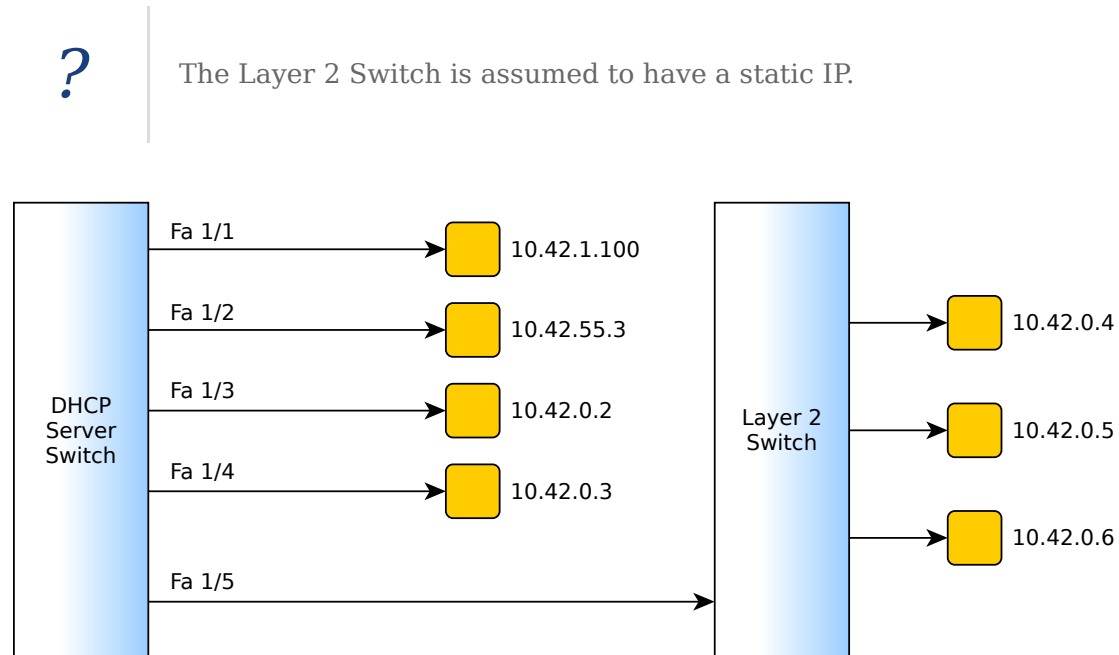 ?
The Layer 2 Switch is assumed to have a static IP.
Fa 1/1
10.42.1.100
Fa 1/2
10.42.55.3
10.42.0.4
Fa 1/3
DHCP
Server
Switch
10.42.0.2
Layer 2
Switch
10.42.0.5
Fa 1/4
10.42.0.3
10.42.0.6
Fa 1/5